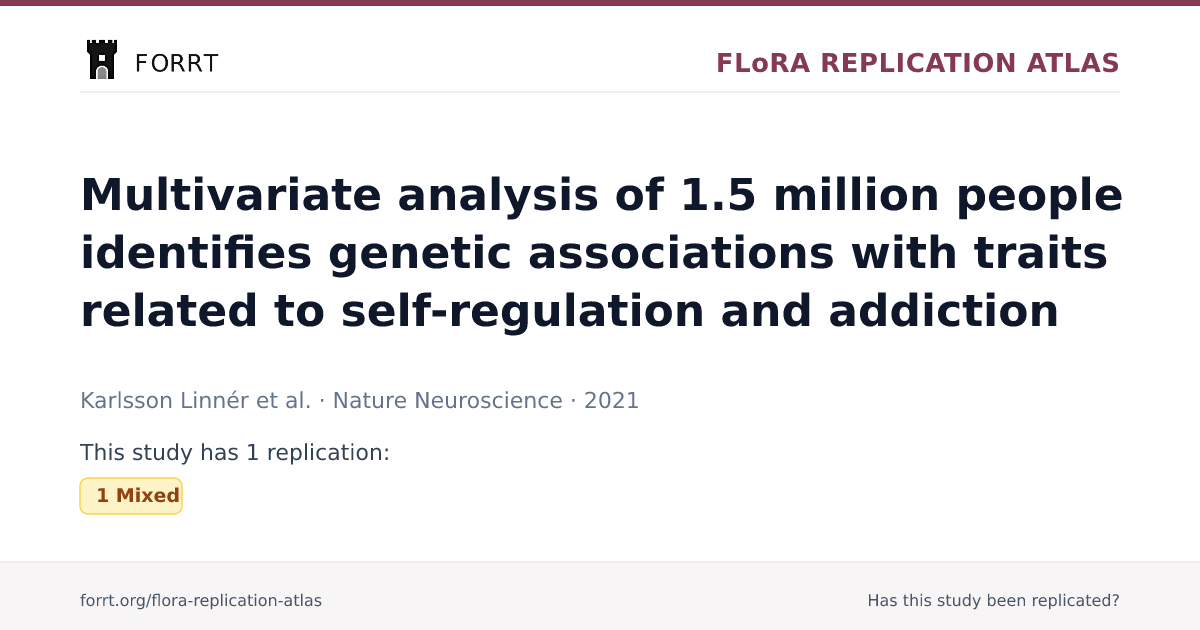 FORRT
FLoRA REPLICATION ATLAS
Multivariate analysis of 1.5 million people
identifies genetic associations with traits
related to self-regulation and addiction
Karlsson Linnér et al. · Nature Neuroscience · 2021
This study has 1 replication:
1 Mixed
forrt.org/flora-replication-atlas
Has this study been replicated?